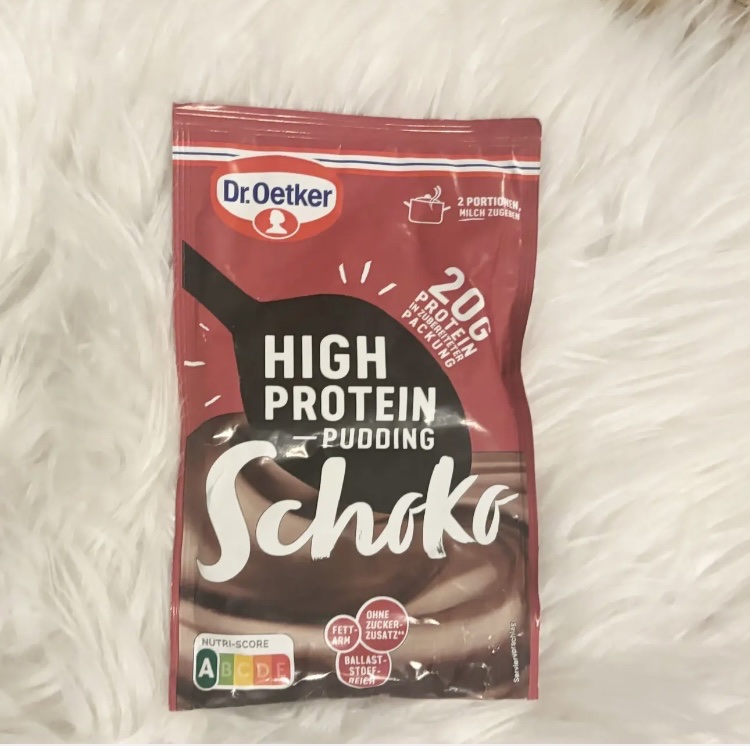 Dr.Oetker
2 PORTIONEN,
MILCH ZUGEBEN
20G
PROTEIN
IN ZUBEREITETER
PACKUNG
HIGH
PROTEIN
—PUDDING
Schoko
FETT-
ARM
OHNE
ZUCKER-
ZUSATZ**
BALLAST-
STOFF-
REICH
NUTRI-SCORE
A B C D E
Serviervorschlag